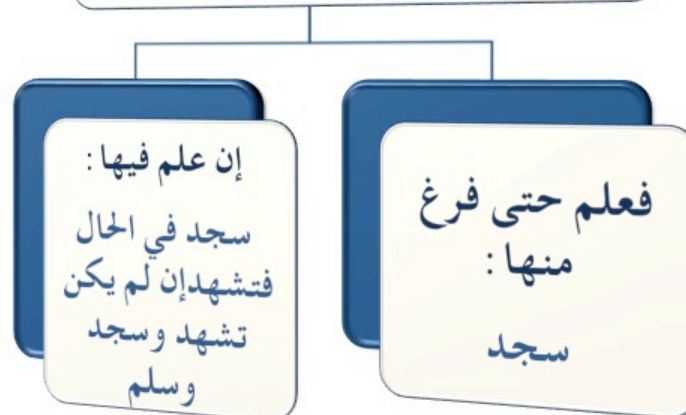 فعلم حتى فرغ
منها :
سجد
إن علم فيها :
سجد في الحال
فتشهدإن لم يكن
تشهد وسجد
وسلم